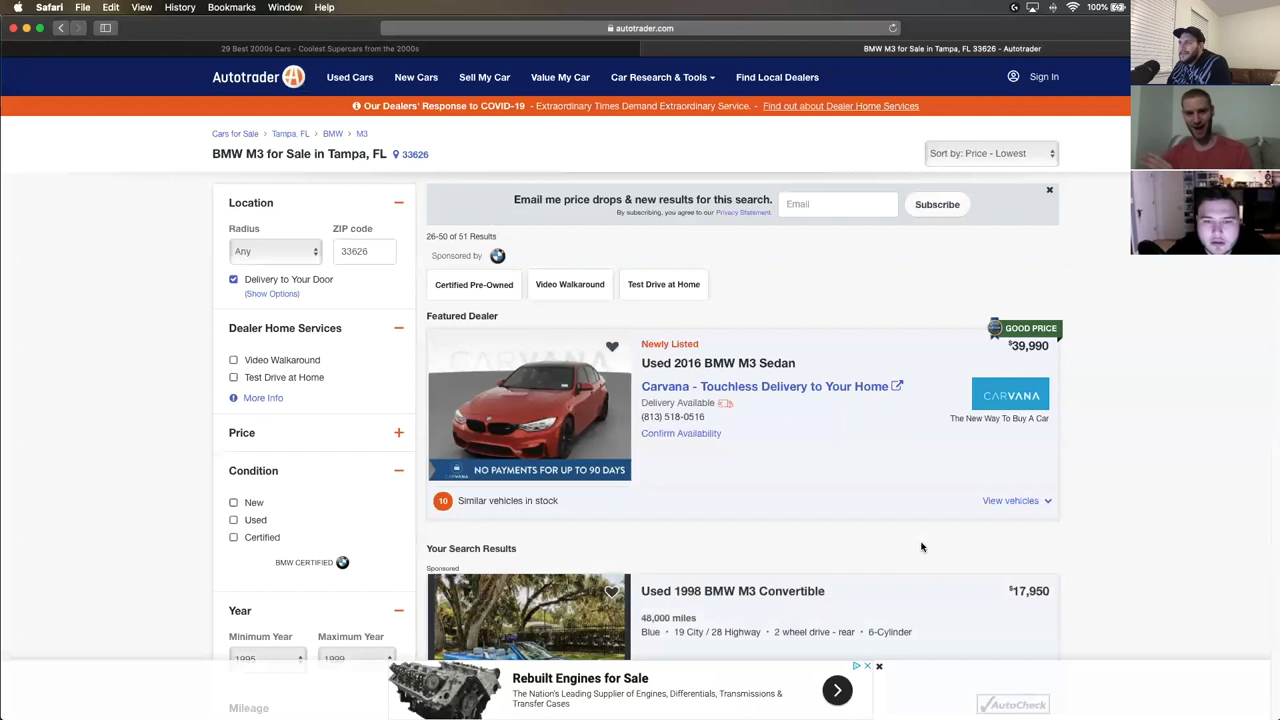 Safari File Edit View History Bookmarks Window Help
100%
autotrader.com
29 Best 2000s Cars - Coolest Supercars from the 2000s
BMW M3 for Sale in Tampa, FL 33626 - Autotrader
Autotrader
Used Cars
New Cars
Sell My Car
Value My Car
Car Research & Tools
Find Local Dealers
Sign In
Our Dealers' Response to COVID-19 - Extraordinary Times Demand Extraordinary Service. - Find out about Dealer Home Services
Cars for Sale > Tampa, FL > BMW > M3
BMW M3 for Sale in Tampa, FL 33626
Sort by: Price - Lowest
Location
Radius
ZIP code
Any
33626
Delivery to Your Door
(Show Options)
Dealer Home Services
Video Walkaround
Test Drive at Home
More Info
Price
Condition
New
Used
Certified
BMW CERTIFIED
Year
Minimum Year
Maximum Year
1995
1999
Mileage
Email me price drops & new results for this search.
By subscribing, you agree to our Privacy Statement.
Email
Subscribe
26-50 of 51 Results
Sponsored by
Certified Pre-Owned
Video Walkaround
Test Drive at Home
Featured Dealer
GOOD PRICE
Newly Listed
$39,990
Used 2016 BMW M3 Sedan
Carvana - Touchless Delivery to Your Home
Delivery Available
(813) 518-0516
Confirm Availability
CARVANA
The New Way To Buy A Car
CARVANA
CARVANA
NO PAYMENTS FOR UP TO 90 DAYS
10 Similar vehicles in stock
View vehicles
Your Search Results
Sponsored
Used 1998 BMW M3 Convertible
$17,950
48,000 miles
Blue · 19 City / 28 Highway · 2 wheel drive - rear · 6-Cylinder
Rebuilt Engines for Sale
The Nation's Leading Supplier of Engines, Differentials, Transmissions &
Transfer Cases
AutoCheck